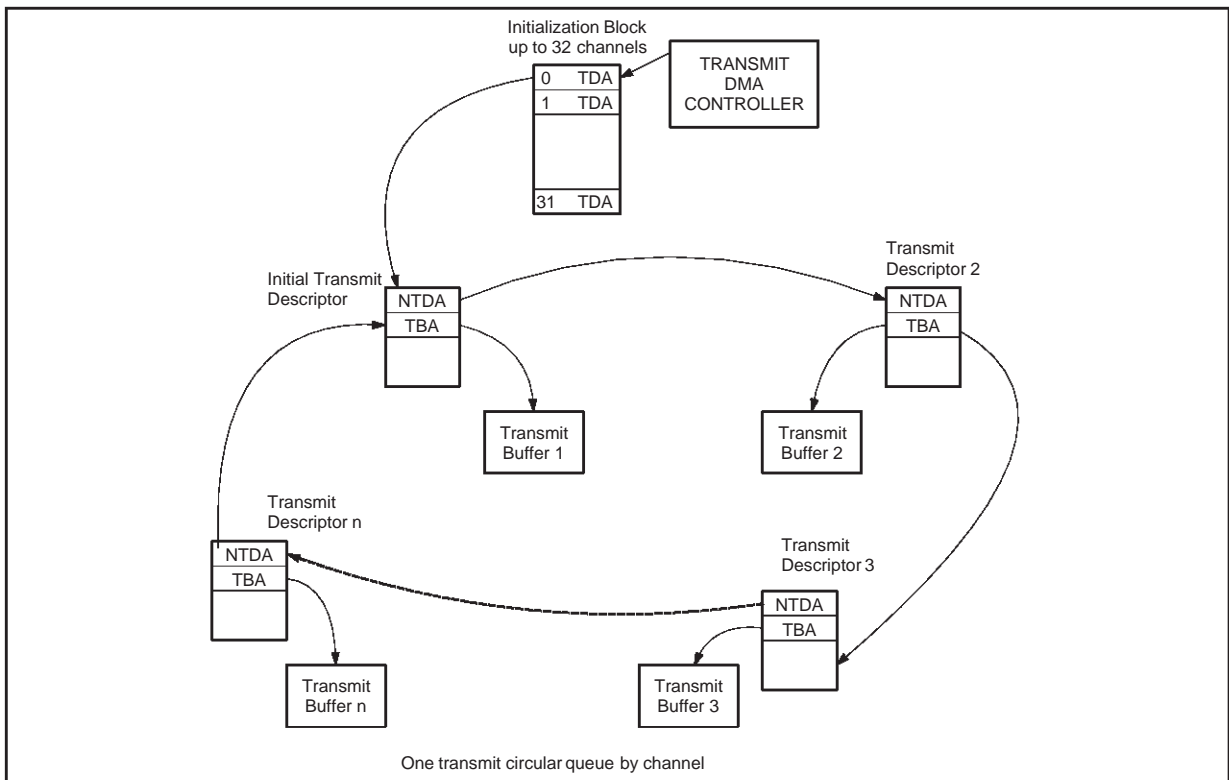 Initialization Block
up to 32 channels
TRANSMIT
DMA
CONTROLLER
0 TDA
1 TDA
31 TDA
Initial Transmit
Descriptor
NTDA
TBA
Transmit
Descriptor 2
NTDA
TBA
Transmit
Buffer 1
Transmit
Buffer 2
Transmit
Descriptor n
NTDA
TBA
Transmit
Descriptor 3
NTDA
TBA
Transmit
Buffer n
Transmit
Buffer 3
One transmit circular queue by channel